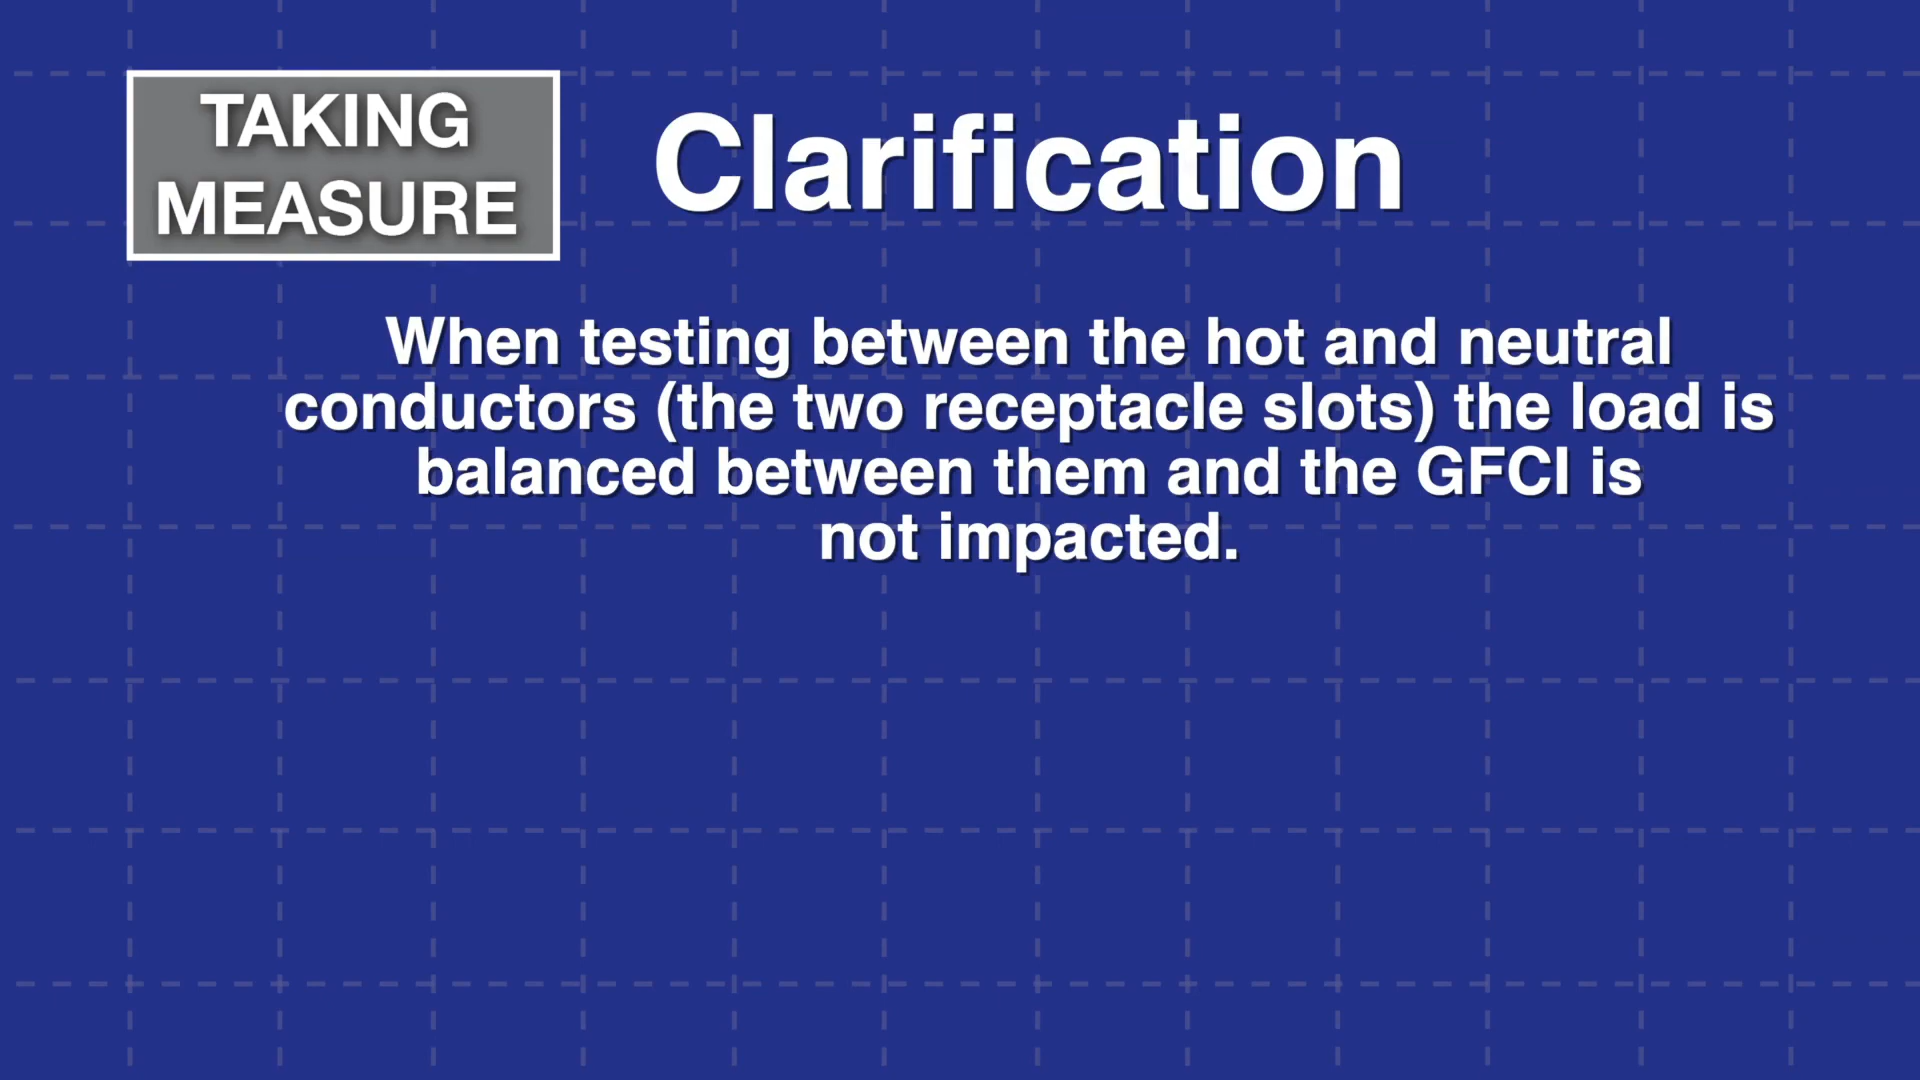 TAKING
MEASURE
Clarification
When testing between the hot and neutral
conductors (the two receptacle slots) the load is
balanced between them and the GFCI is
not impacted.